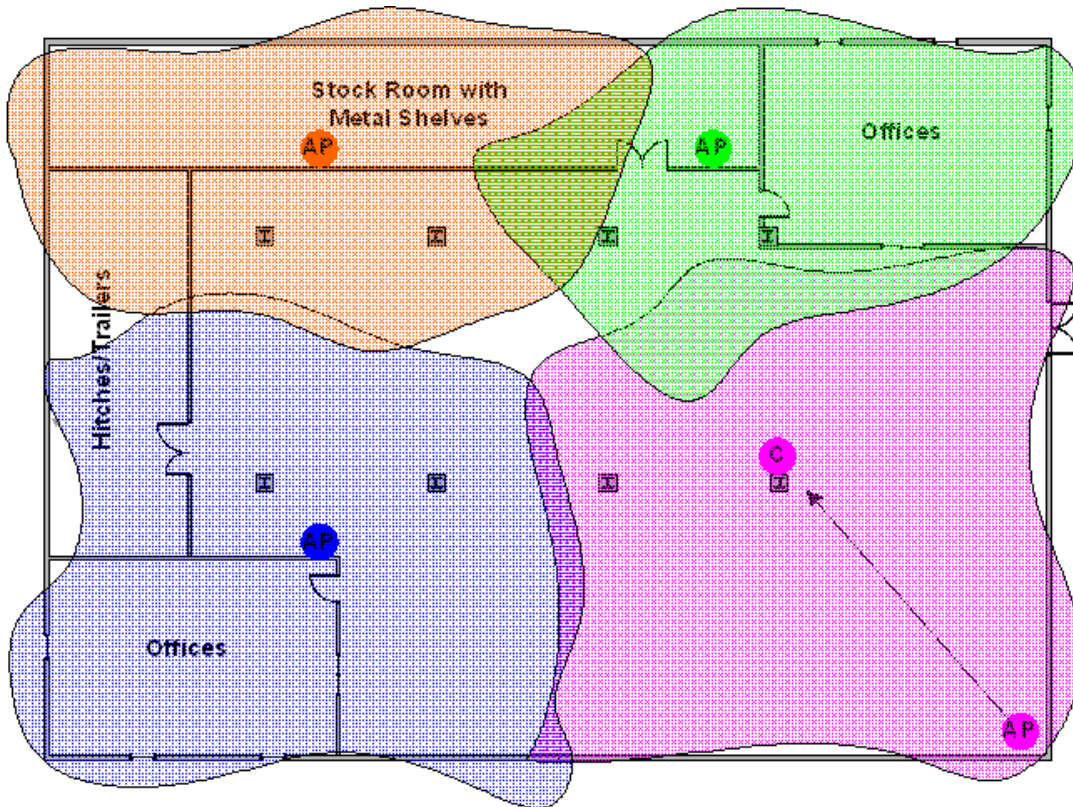 Stock Room with
Metal Shelves
AP
AP
Offices
Hitches/Trailers
C
AP
Offices
AP